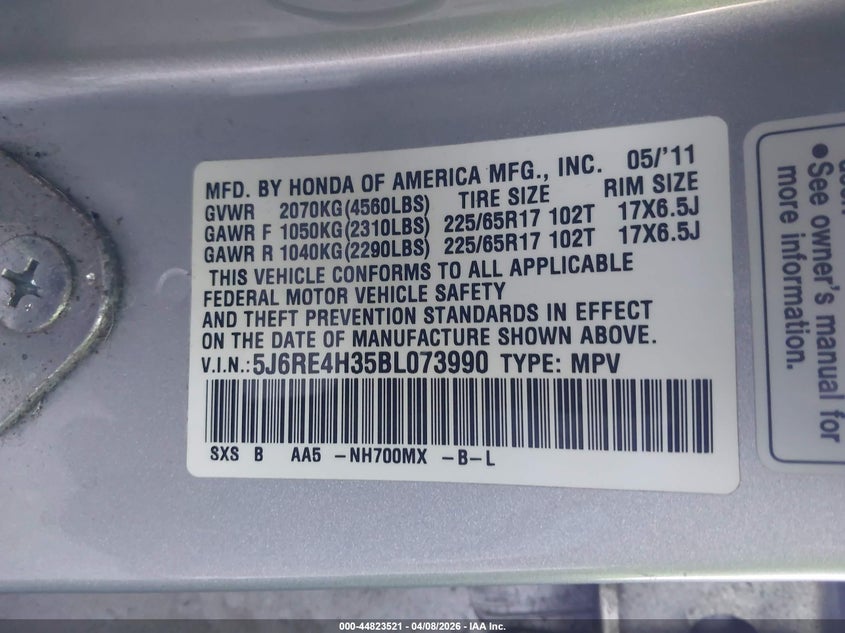 MFD. BY HONDA OF AMERICA MFG., INC. 05/'11
GVWR 2070KG(4560LBS) TIRE SIZE RIM SIZE
GAWR F 1050KG(2310LBS) 225/65R17 102T 17X6.5J
GAWR R 1040KG(2290LBS) 225/65R17 102T 17X6.5J
THIS VEHICLE CONFORMS TO ALL APPLICABLE
FEDERAL MOTOR VEHICLE SAFETY
AND THEFT PREVENTION STANDARDS IN EFFECT
ON THE DATE OF MANUFACTURE SHOWN ABOVE.
V.I.N.:5J6RE4H35BL073990 TYPE: MPV
SXS B AA5 -NH700MX -B-L
•See owner's manual for
more information.
000-44823521 - 04/08/2026 - IAA Inc.